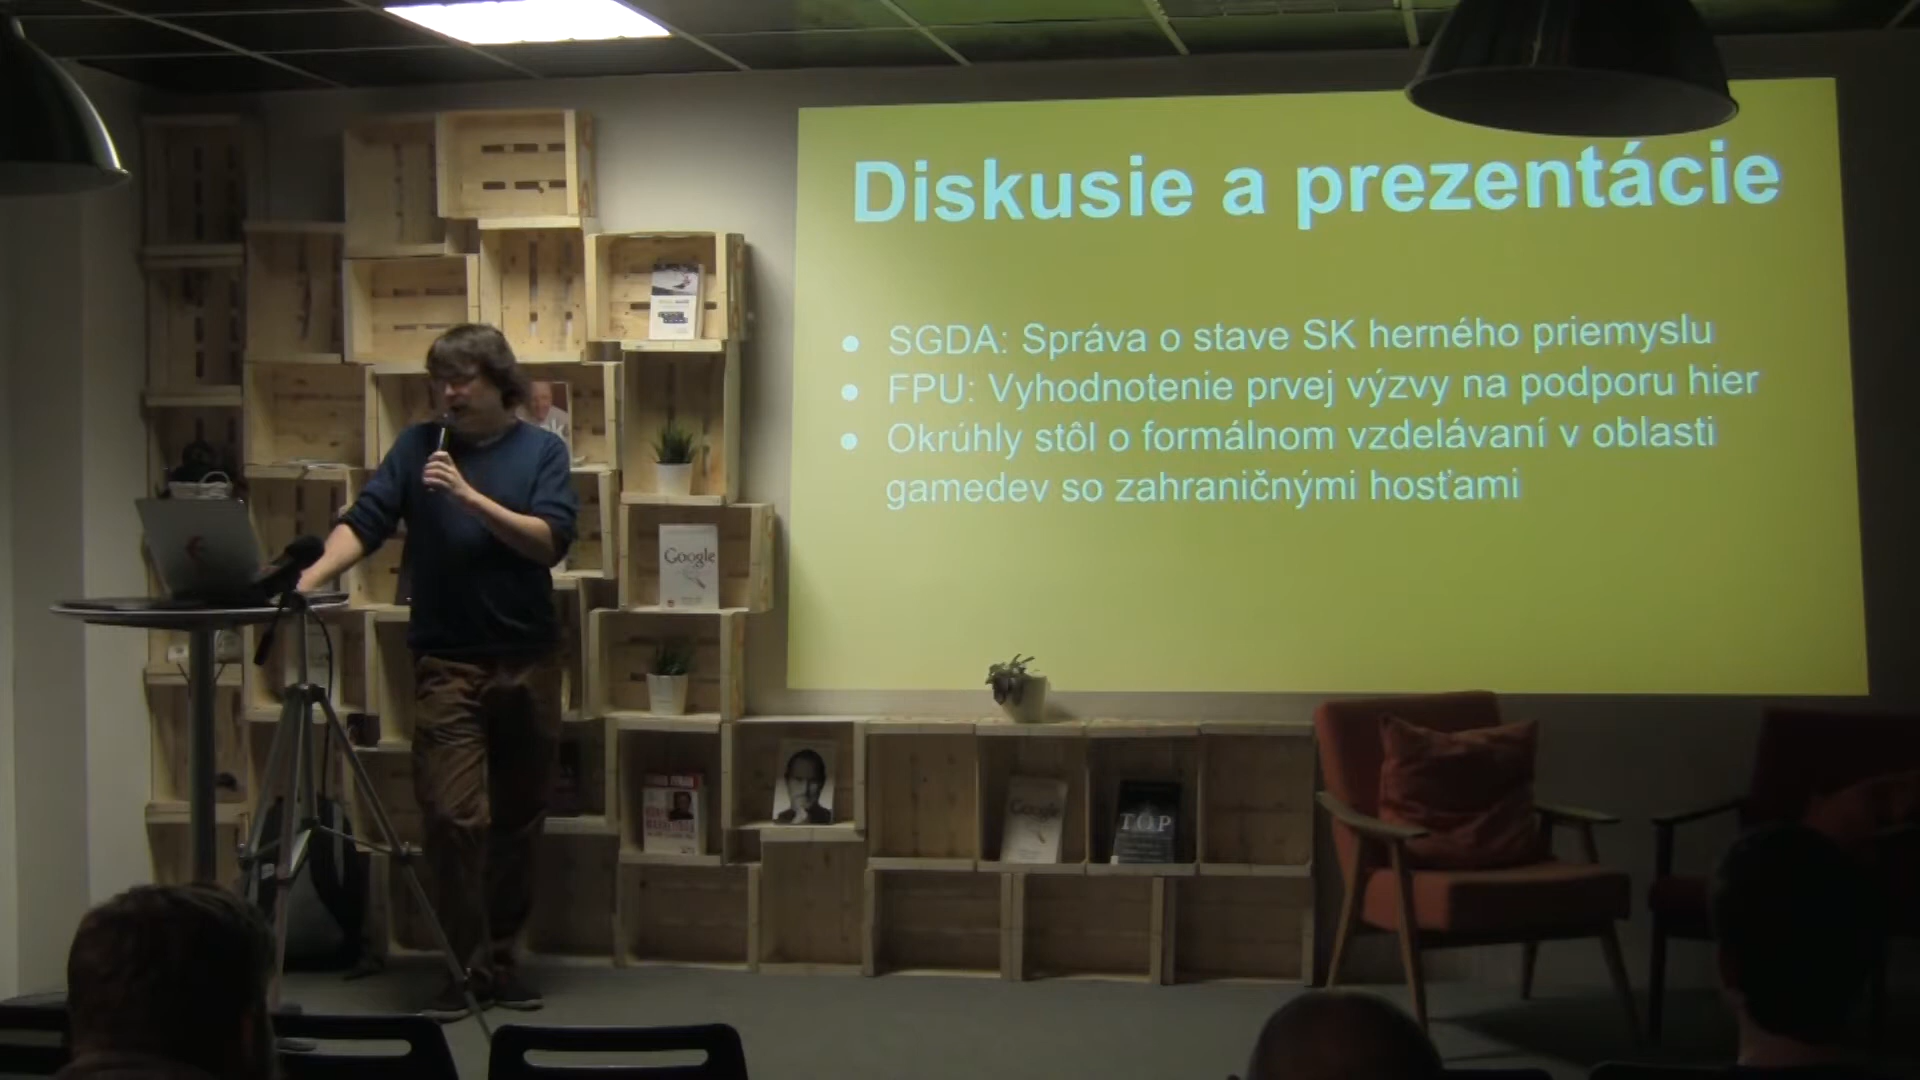 Diskusie a prezentácie
● SGDA: Správa o stave SK herného priemyslu
● FPU: Vyhodnotenie prvej výzvy na podporu hier
● Okrúhly stôl o formálnom vzdelávaní v oblasti
gamedev so zahraničnými hosťami
Google
Google
TOP